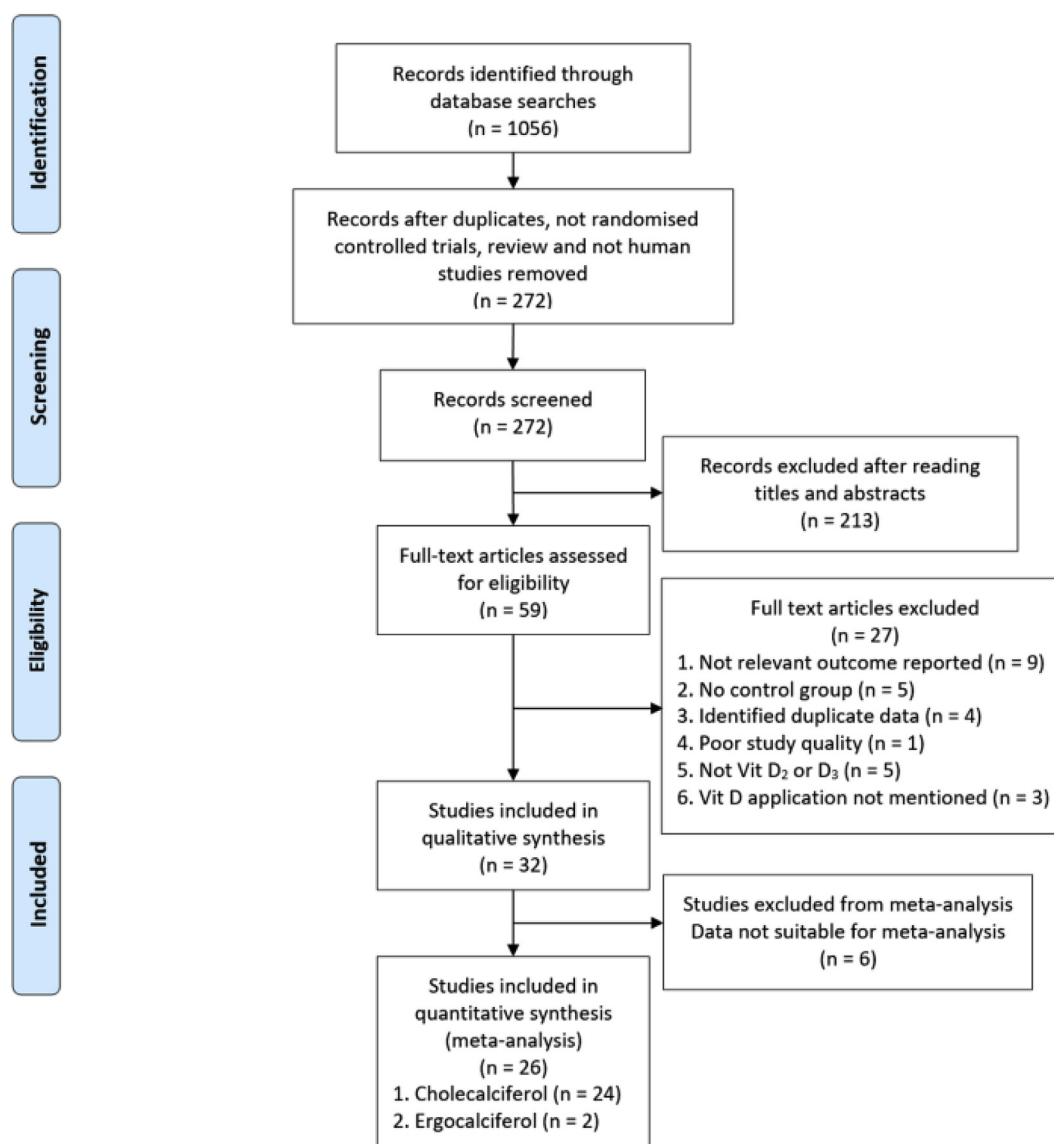 Identification
Records identified through
database searches
(n = 1056)
Records after duplicates, not randomised
controlled trials, review and not human
studies removed
(n = 272)
Screening
Records screened
(n = 272)
Records excluded after reading
titles and abstracts
(n = 213)
Eligibility
Full-text articles assessed
for eligibility
(n = 59)
Full text articles excluded
(n = 27)
1. Not relevant outcome reported (n = 9)
2. No control group (n = 5)
3. Identified duplicate data (n = 4)
4. Poor study quality (n = 1)
5. Not Vit D₂ or D₃ (n = 5)
6. Vit D application not mentioned (n = 3)
Included
Studies included in
qualitative synthesis
(n = 32)
Studies excluded from meta-analysis
Data not suitable for meta-analysis
(n = 6)
Studies included in
quantitative synthesis
(meta-analysis)
(n = 26)
1. Cholecalciferol (n = 24)
2. Ergocalciferol (n = 2)